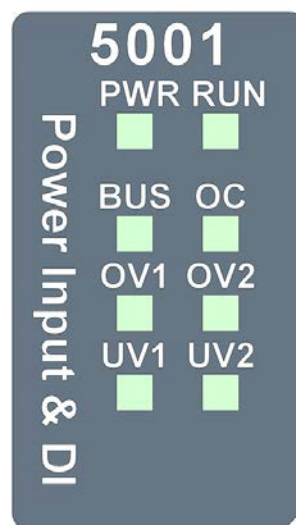 5001
PWR RUN
BUS OC
OV1 OV2
UV1 UV2
Power Input & DI